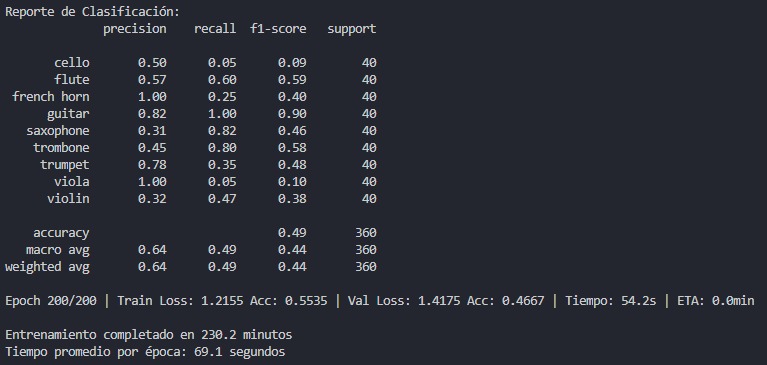 Reporte de Clasificación:
precision recall f1-score support
cello 0.50 0.05 0.09 40
flute 0.57 0.60 0.59 40
french horn 1.00 0.25 0.40 40
guitar 0.82 1.00 0.90 40
saxophone 0.31 0.82 0.46 40
trombone 0.45 0.80 0.58 40
trumpet 0.78 0.35 0.48 40
viola 1.00 0.05 0.10 40
violin 0.32 0.47 0.38 40
accuracy 0.49 360
macro avg 0.64 0.49 0.44 360
weighted avg 0.64 0.49 0.44 360
Epoch 200/200 | Train Loss: 1.2155 Acc: 0.5535 | Val Loss: 1.4175 Acc: 0.4667 | Tiempo: 54.2s | ETA: 0.0min
Entrenamiento completado en 230.2 minutos
Tiempo promedio por época: 69.1 segundos